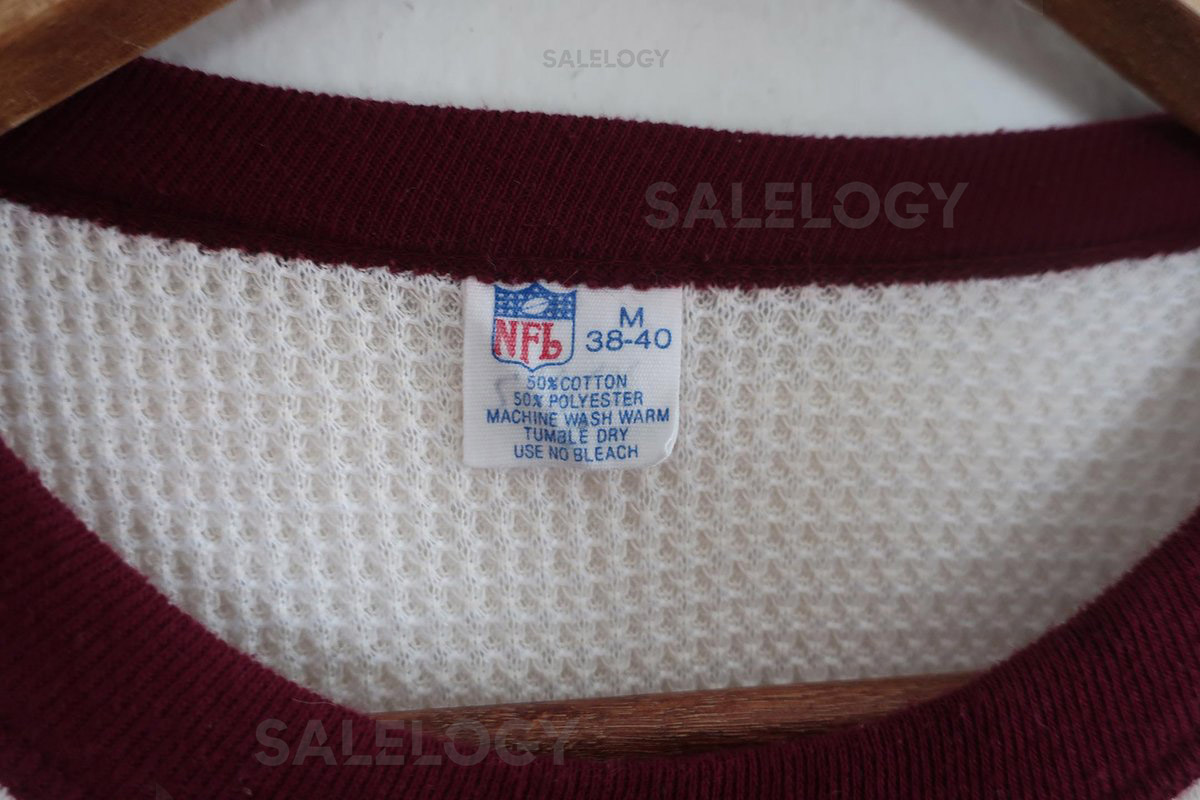 SALELOGY
SALELOGY
NFL
M
38-40
50% COTTON
50% POLYESTER
MACHINE WASH WARM
TUMBLE DRY
USE NO BLEACH
SALELOGY